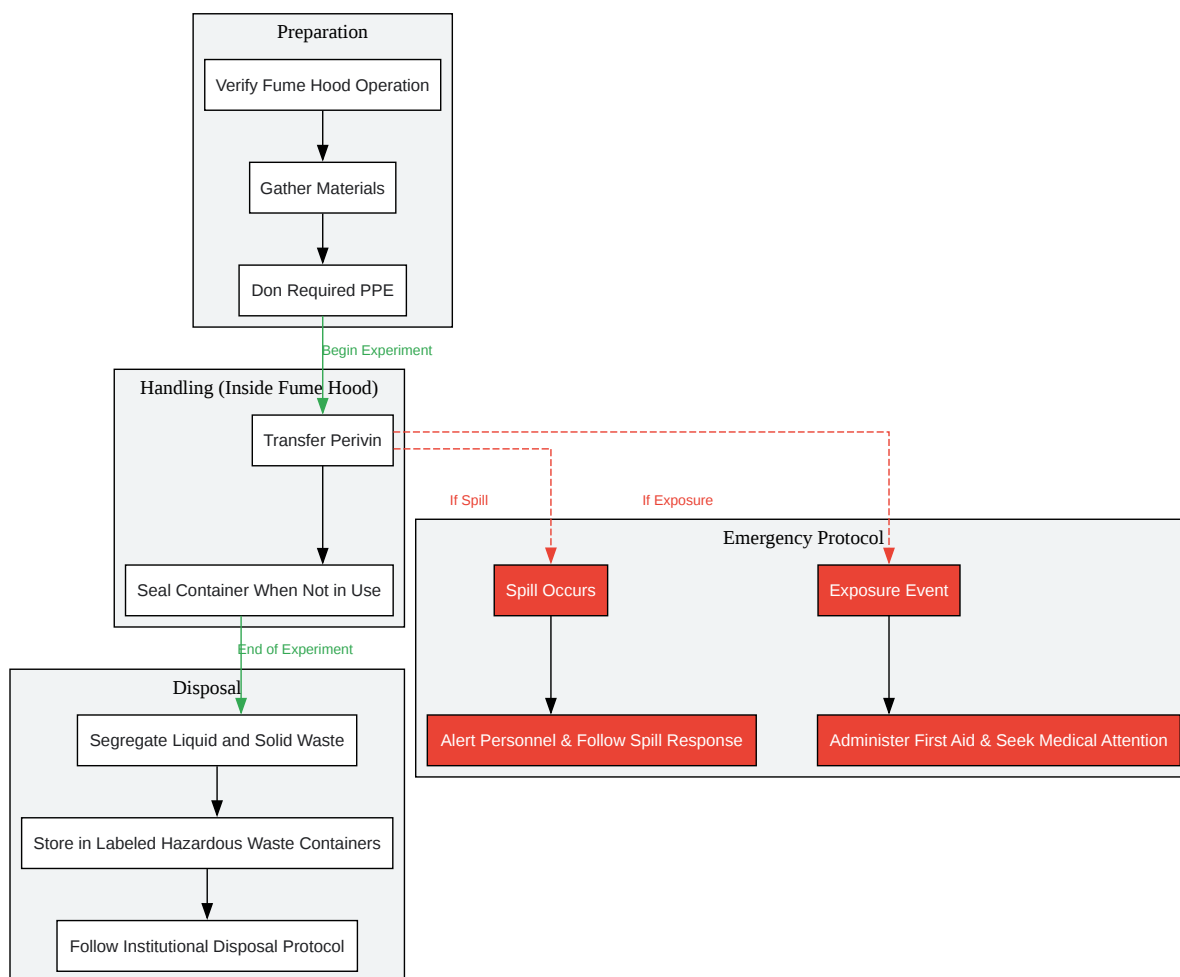 Preparation
Verify Fume Hood Operation
Gather Materials
Don Required PPE
Begin Experiment
Handling (Inside Fume Hood)
Transfer Perivin
If Spill
If Exposure
Emergency Protocol
Spill Occurs
Exposure Event
Seal Container When Not in Use
End of Experiment
Disposal
Segregate Liquid and Solid Waste
Alert Personnel & Follow Spill Response
Administer First Aid & Seek Medical Attention
Store in Labeled Hazardous Waste Containers
Follow Institutional Disposal Protocol